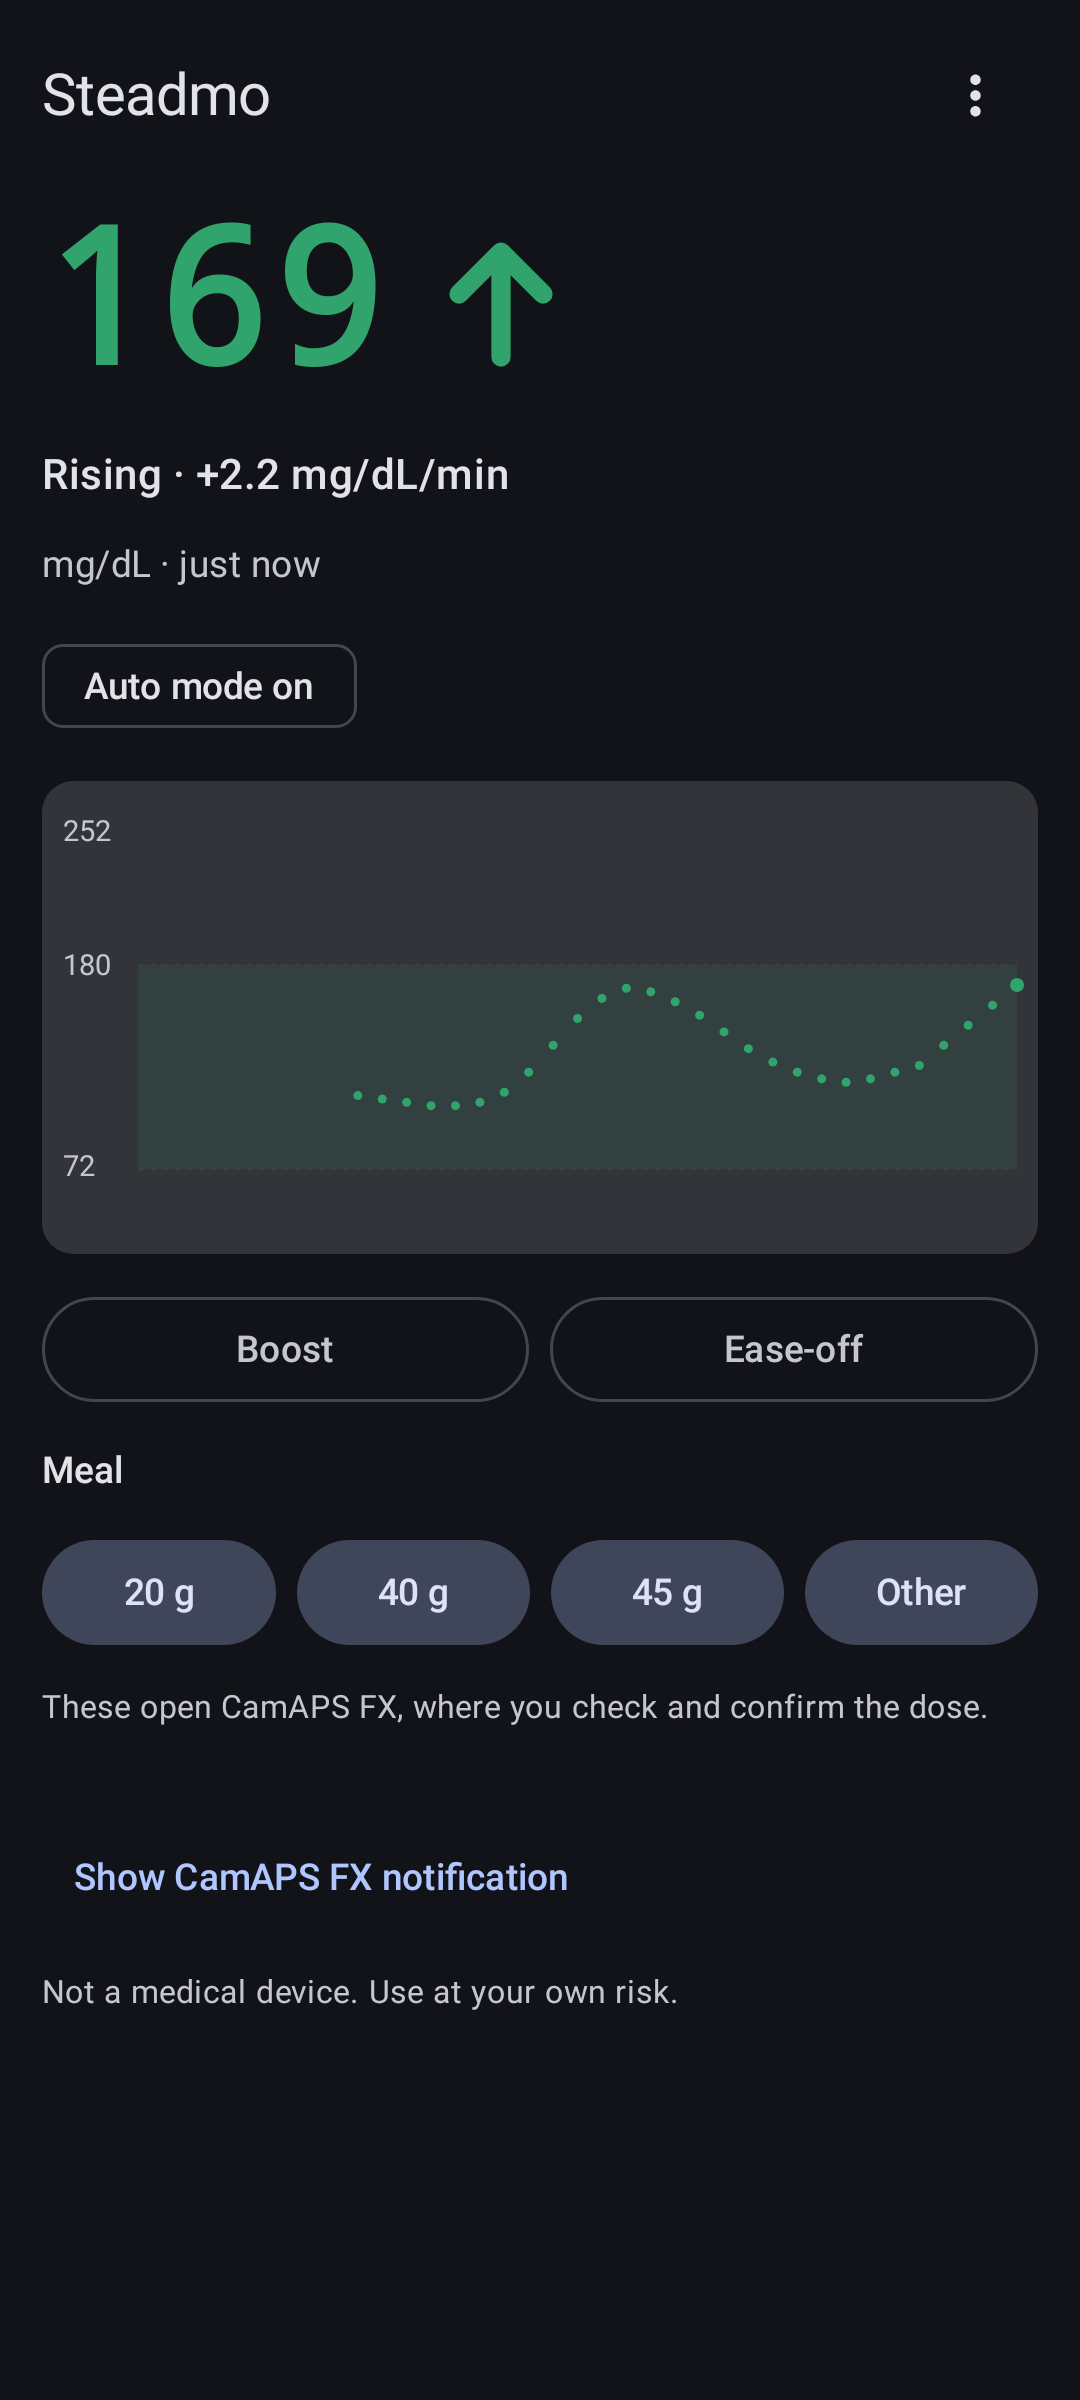 Steadmo
169
Rising · +2.2 mg/dL/min
mg/dL · just now
Auto mode on
252
180
72
Boost
Ease-off
Meal
20 g
40 g
45 g
Other
These open CamAPS FX, where you check and confirm the dose.
Show CamAPS FX notification
Not a medical device. Use at your own risk.